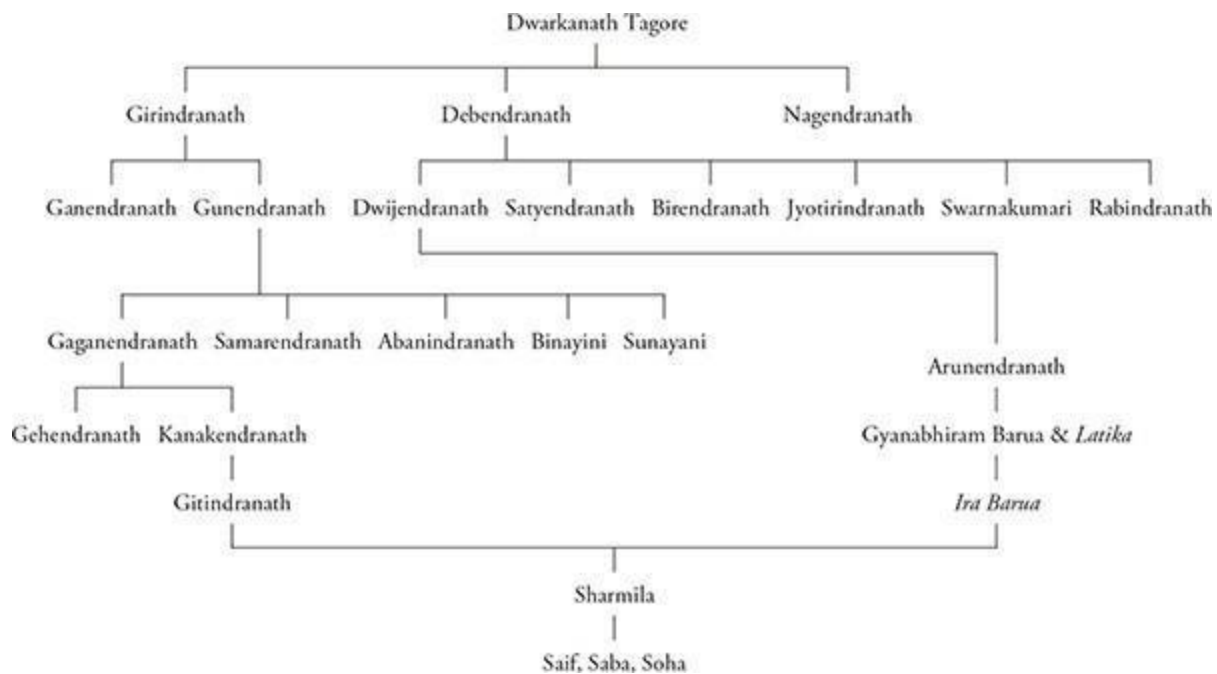 Dwarkanath Tagore
Girindranath Debendranath Nagendranath
Ganendranath Gunendranath Dwijendranath Satyendranath Birendranath Jyotirindranath Swarnakumari Rabindranath
Gaganendranath Samarendranath Abanindranath Binayini Sunayani
Arunendranath
Gehendranath Kanakendranath Gyanabhiram Barua & Latika
Gitindranath Ira Barua
Sharmila
Saif, Saba, Soha